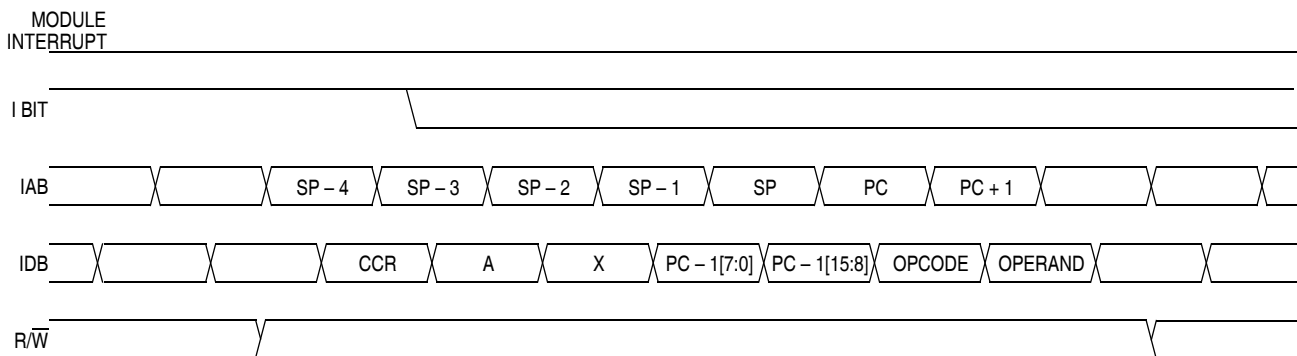 MODULE
INTERRUPT
I BIT
IAB SP – 4 SP – 3 SP – 2 SP – 1 SP PC PC + 1
IDB CCR A X PC – 1[7:0] PC – 1[15:8] OPCODE OPERAND
R/W̅